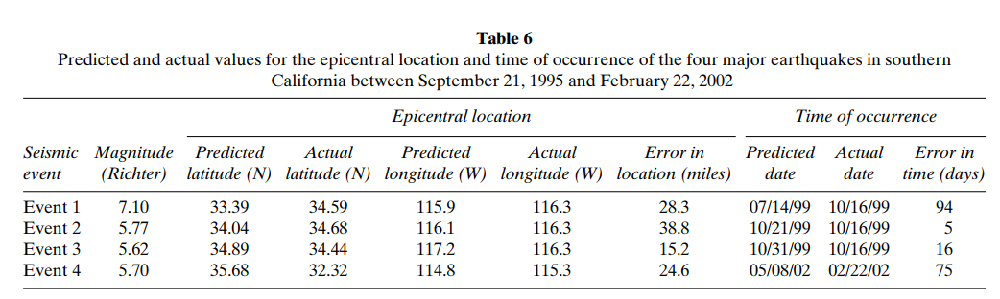 Table 6
Predicted and actual values for the epicentral location and time of occurrence of the four major earthquakes in southern
California between September 21, 1995 and February 22, 2002
Epicentral location Time of occurrence
Seismic Magnitude Predicted Actual Predicted Actual Error in Predicted Actual Error in
event (Richter) latitude (N) latitude (N) longitude (W) longitude (W) location (miles) date date time (days)
Event 1 7.10 33.39 34.59 115.9 116.3 28.3 07/14/99 10/16/99 94
Event 2 5.77 34.04 34.68 116.1 116.3 38.8 10/21/99 10/16/99 5
Event 3 5.62 34.89 34.44 117.2 116.3 15.2 10/31/99 10/16/99 16
Event 4 5.70 35.68 32.32 114.8 115.3 24.6 05/08/02 02/22/02 75